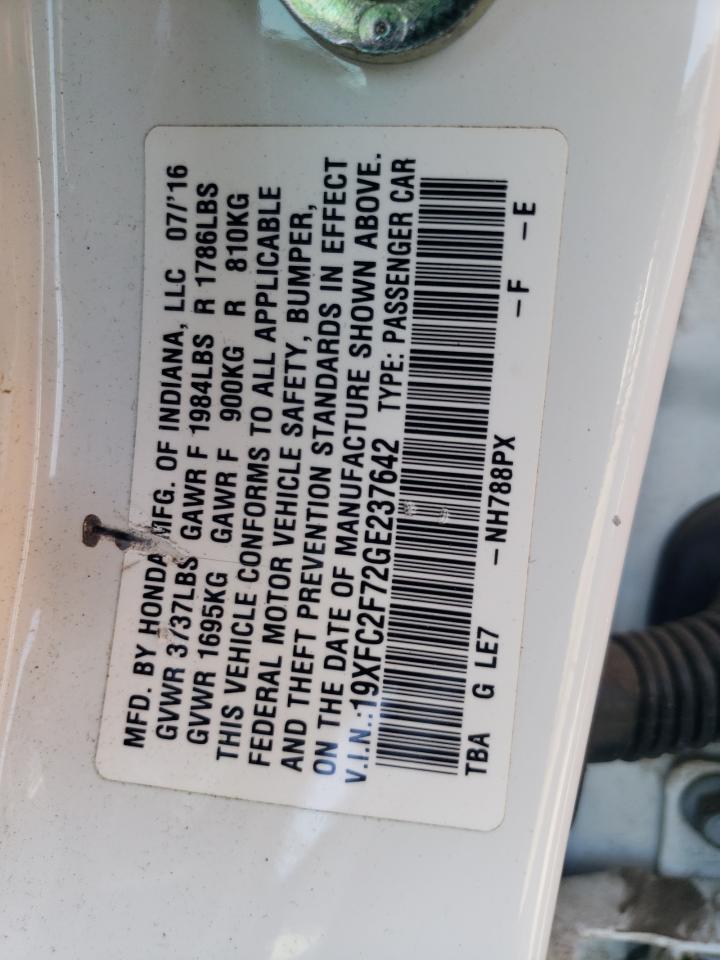 MFD. BY HONDA MFG. OF INDIANA, LLC 07/'16
GVWR 3737LBS GAWR F 1984LBS R 1786LBS
GVWR 1695KG GAWR F 900KG R 810KG
THIS VEHICLE CONFORMS TO ALL APPLICABLE
FEDERAL MOTOR VEHICLE SAFETY, BUMPER,
AND THEFT PREVENTION STANDARDS IN EFFECT
ON THE DATE OF MANUFACTURE SHOWN ABOVE.
V.I.N.:19XFC2F72GE237642 TYPE: PASSENGER CAR
TBA G LE7 –NH788PX –F –E